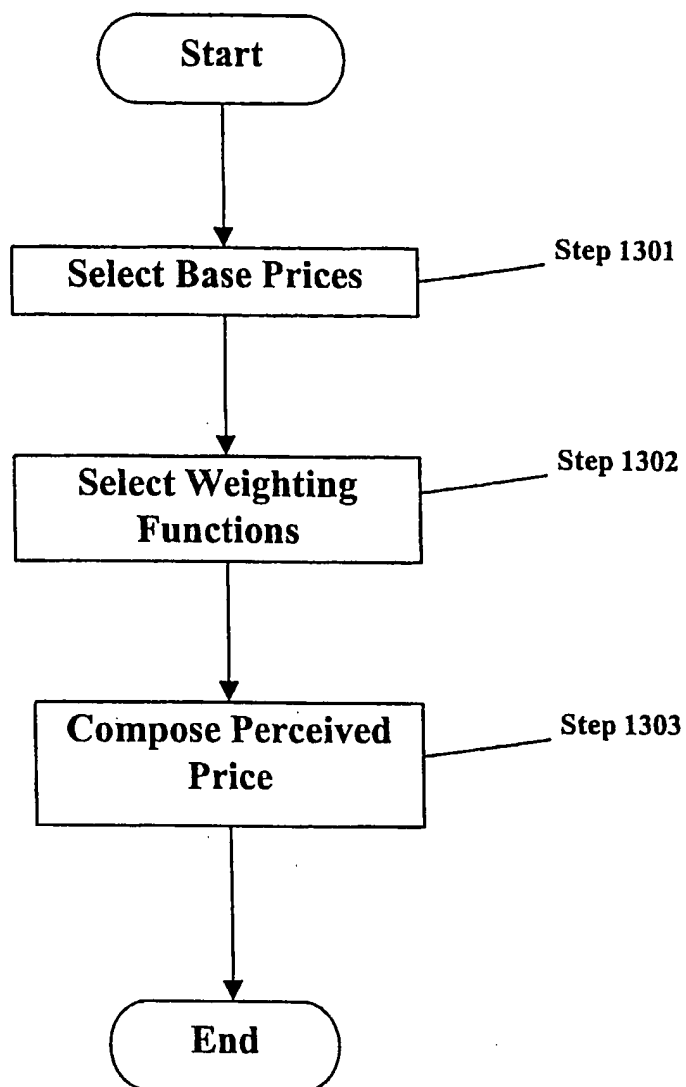 Start
Select Base Prices
Step 1301
Select Weighting
Functions
Step 1302
Compose Perceived
Price
Step 1303
End